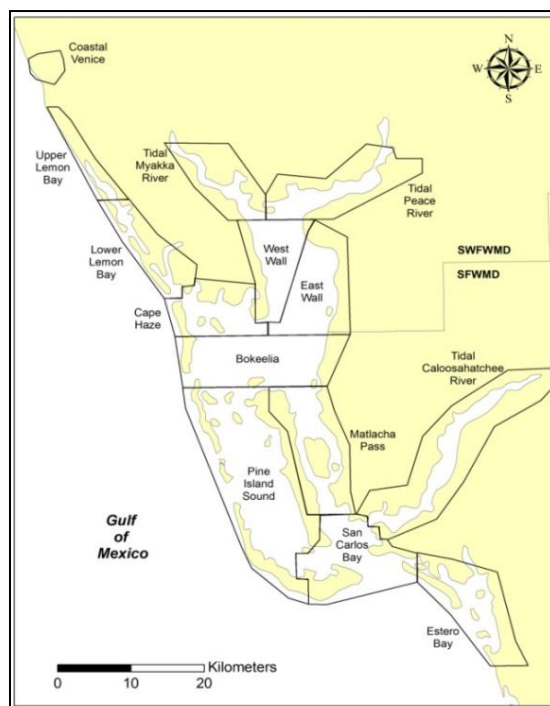 Coastal
Venice
N
W
E
S
Upper
Lemon
Bay
Tidal
Myakka
River
Tidal
Peace
River
West
Wall
East
Wall
SWFWMD
SFWMD
Lower
Lemon
Bay
Cape
Haze
Bokeelia
Tidal
Caloosahatchee
River
Matlacha
Pass
Pine
Island
Sound
San
Carlos
Bay
Gulf
of
Mexico
Estero
Bay
Kilometers
0 10 20